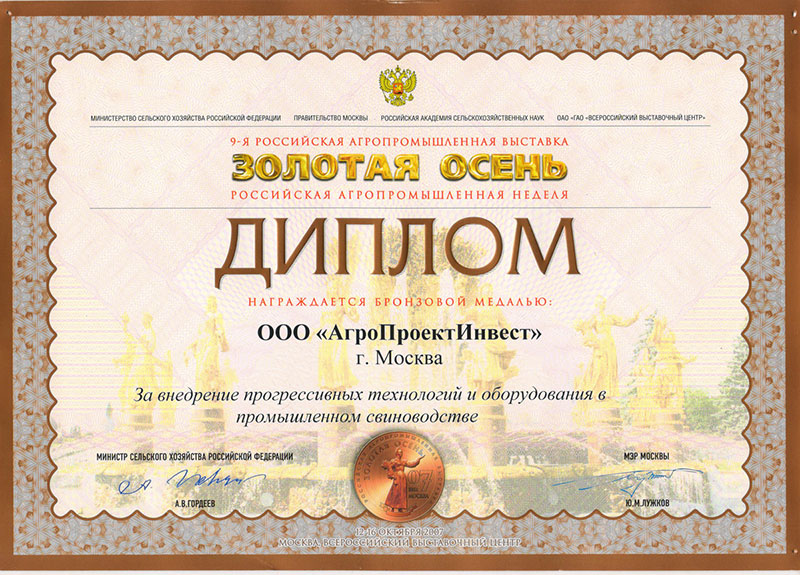 МИНИСТЕРСТВО СЕЛЬСКОГО ХОЗЯЙСТВА РОССИЙСКОЙ ФЕДЕРАЦИИ ПРАВИТЕЛЬСТВО МОСКВЫ РОССИЙСКАЯ АКАДЕМИЯ СЕЛЬСКОХОЗЯЙСТВЕННЫХ НАУК ОАО «ГАО «ВСЕРОССИЙСКИЙ ВЫСТАВОЧНЫЙ ЦЕНТР»
9-Я РОССИЙСКАЯ АГРОПРОМЫШЛЕННАЯ ВЫСТАВКА
ЗОЛОТАЯ ОСЕНЬ
РОССИЙСКАЯ АГРОПРОМЫШЛЕННАЯ НЕДЕЛЯ
ДИПЛОМ
НАГРАЖДАЕТСЯ БРОНЗОВОЙ МЕДАЛЬЮ:
ООО «АгроПроектИнвест»
г. Москва
За внедрение прогрессивных технологий и оборудования в
промышленном свиноводстве
МИНИСТР СЕЛЬСКОГО ХОЗЯЙСТВА РОССИЙСКОЙ ФЕДЕРАЦИИ
МЭР МОСКВЫ
А.В.ГОРДЕЕВ
Ю.М.ЛУЖКОВ
12-16 ОКТЯБРЯ 2007
МОСКВА, ВСЕРОССИЙСКИЙ ВЫСТАВОЧНЫЙ ЦЕНТР